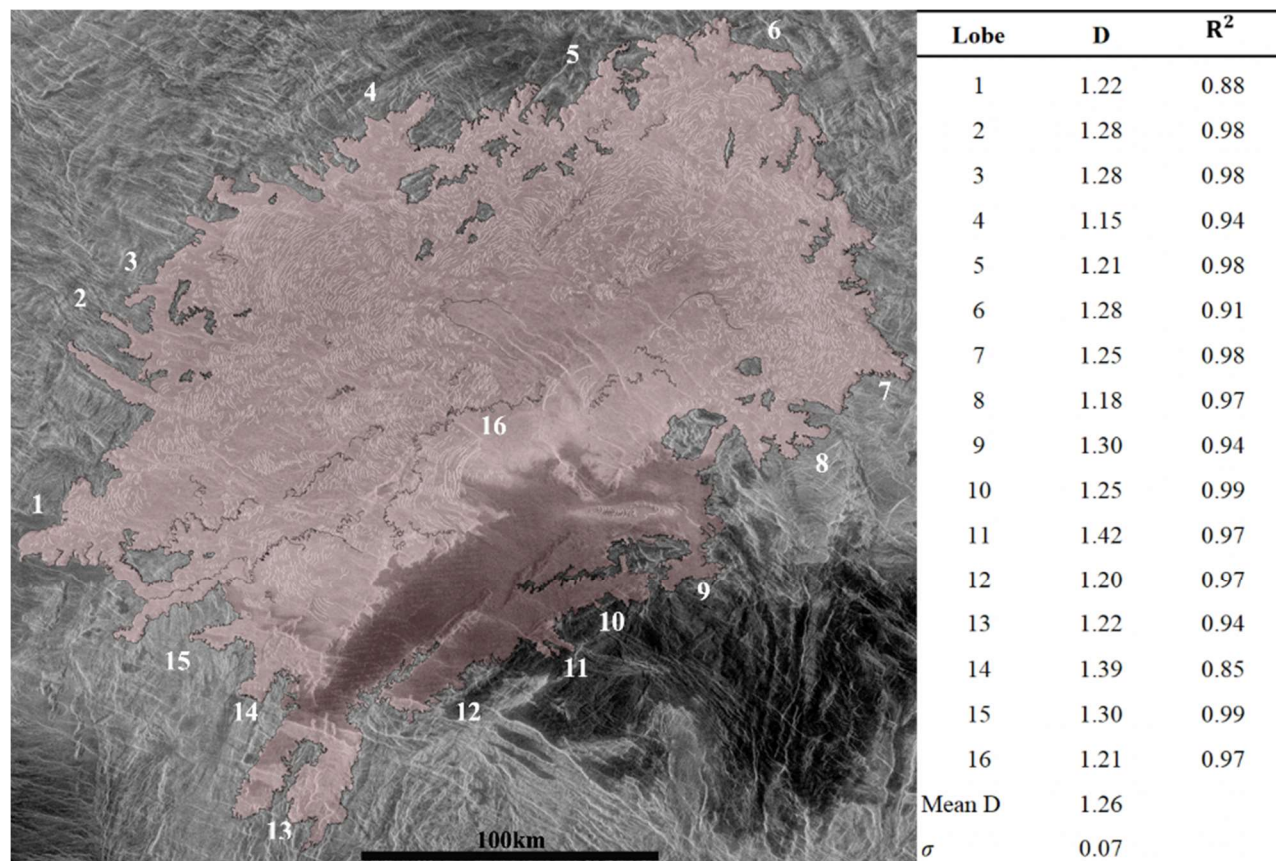 6
5
4
3
2
16
7
8
1
9
10
15
11
14
12
13
100km
Lobe D R²
1 1.22 0.88
2 1.28 0.98
3 1.28 0.98
4 1.15 0.94
5 1.21 0.98
6 1.28 0.91
7 1.25 0.98
8 1.18 0.97
9 1.30 0.94
10 1.25 0.99
11 1.42 0.97
12 1.20 0.97
13 1.22 0.94
14 1.39 0.85
15 1.30 0.99
16 1.21 0.97
Mean D 1.26
σ 0.07